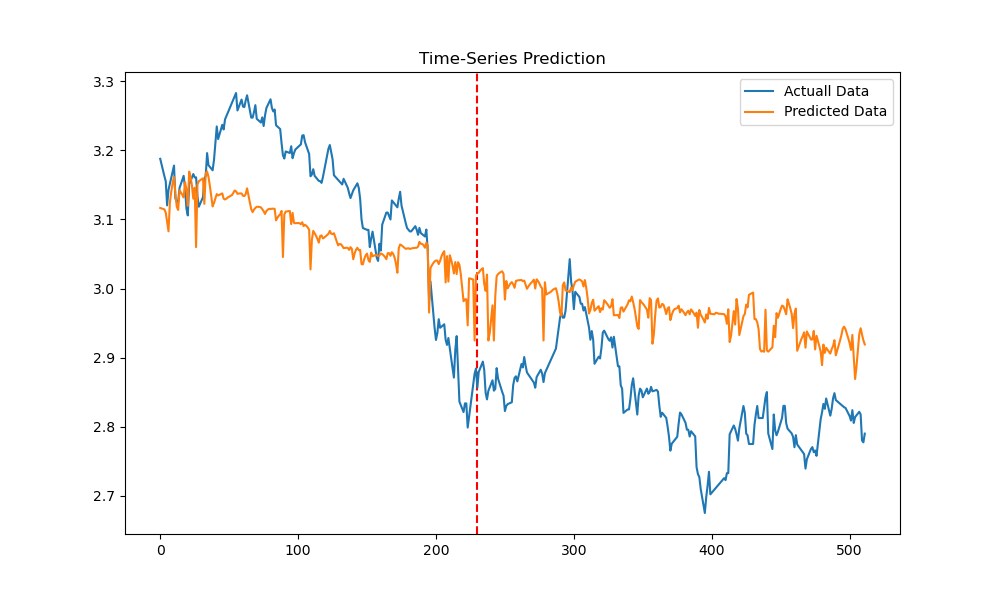 Time-Series Prediction
Actuall Data
Predicted Data
3.3
3.2
3.1
3.0
2.9
2.8
2.7
0 100 200 300 400 500